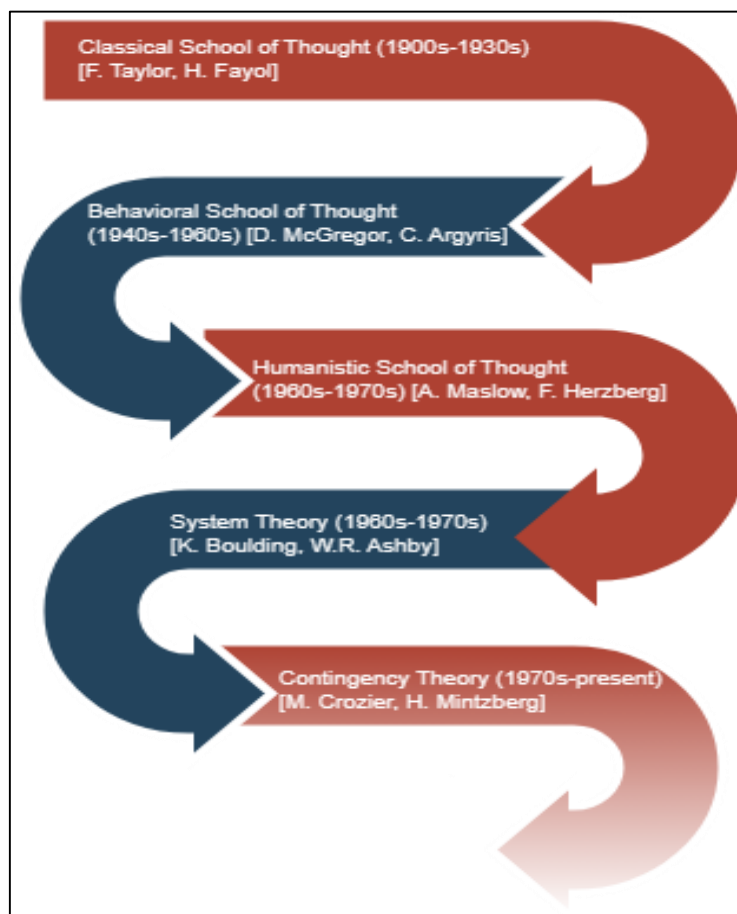 Classical School of Thought (1900s-1930s)
[F. Taylor, H. Fayol]
Behavioral School of Thought
(1940s-1960s) [D. McGregor, C. Argyris]
Humanistic School of Thought
(1960s-1970s) [A. Maslow, F. Herzberg]
System Theory (1960s-1970s)
[K. Boulding, W.R. Ashby]
Contingency Theory (1970s-present)
[M. Crozier, H. Mintzberg]